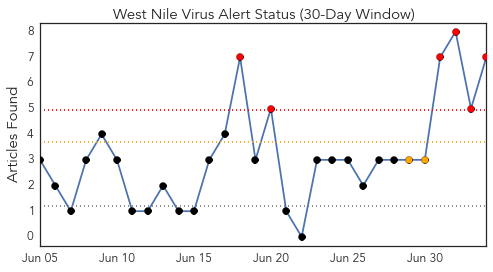 West Nile Virus Alert Status (30-Day Window)
Articles Found
8
7
6
5
4
3
2
1
0
Jun 05
Jun 10
Jun 15
Jun 20
Jun 25
Jun 30